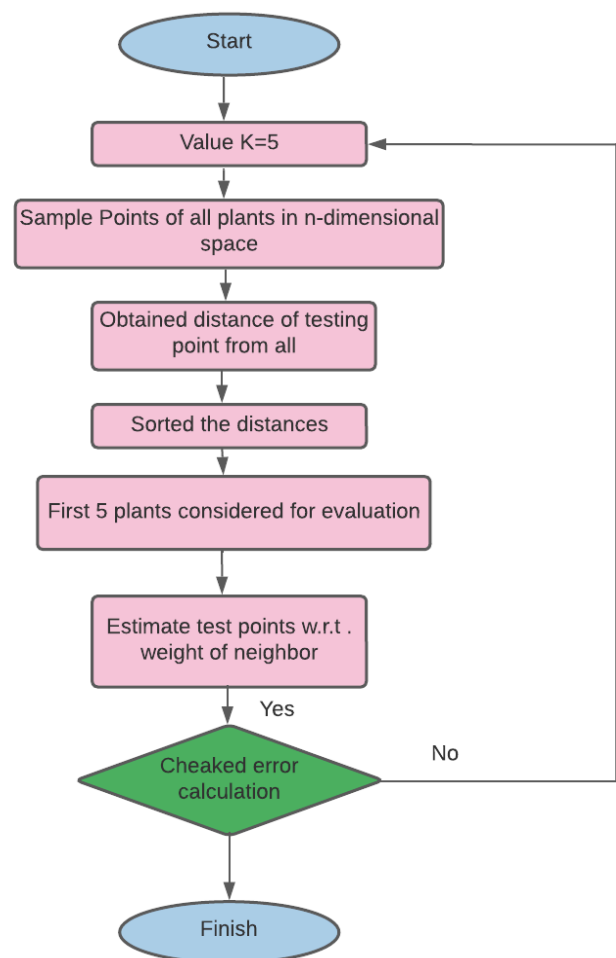 Start
Value K=5
Sample Points of all plants in n-dimensional
space
Obtained distance of testing
point from all
Sorted the distances
First 5 plants considered for evaluation
Estimate test points w.r.t .
weight of neighbor
Yes
Cheaked error
calculation
No
Finish